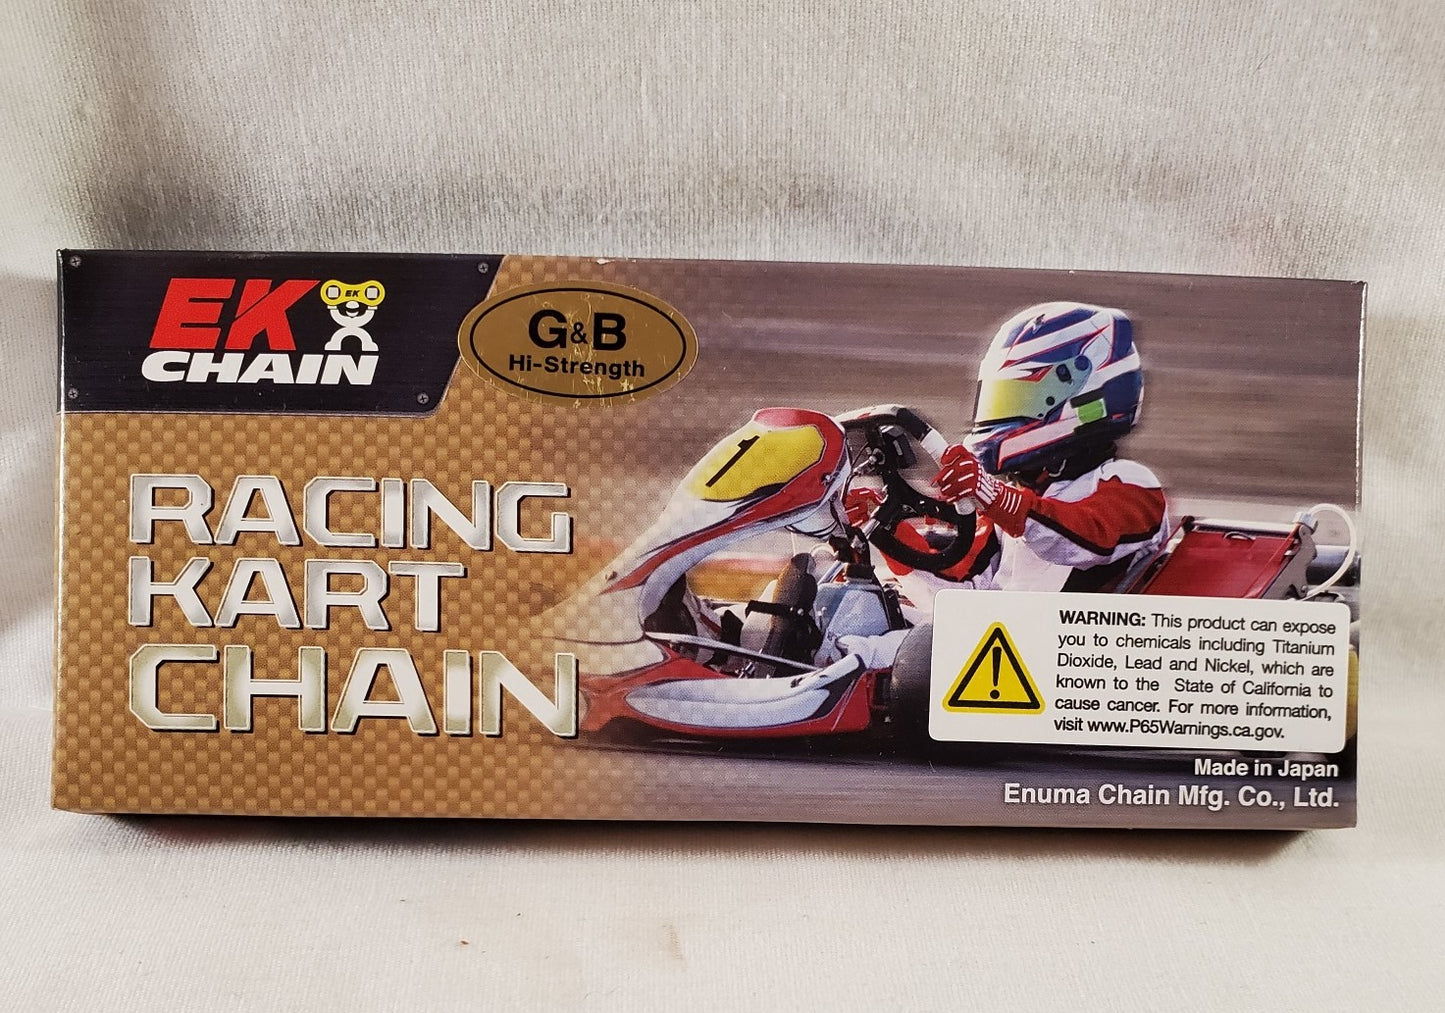 EK
EK
CHAIN
G&B
Hi-Strength
RACING
KART
CHAIN
1
WARNING: This product can expose
you to chemicals including Titanium
Dioxide, Lead and Nickel, which are
known to the State of California to
cause cancer. For more information,
visit www.P65Warnings.ca.gov.
Made in Japan
Enuma Chain Mfg. Co., Ltd.